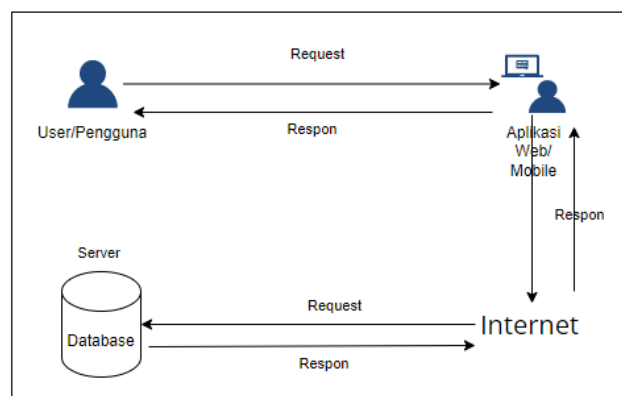 Request
User/Pengguna
Respon
Aplikasi
Web/
Mobile
Respon
Server
Database
Request
Internet
Respon